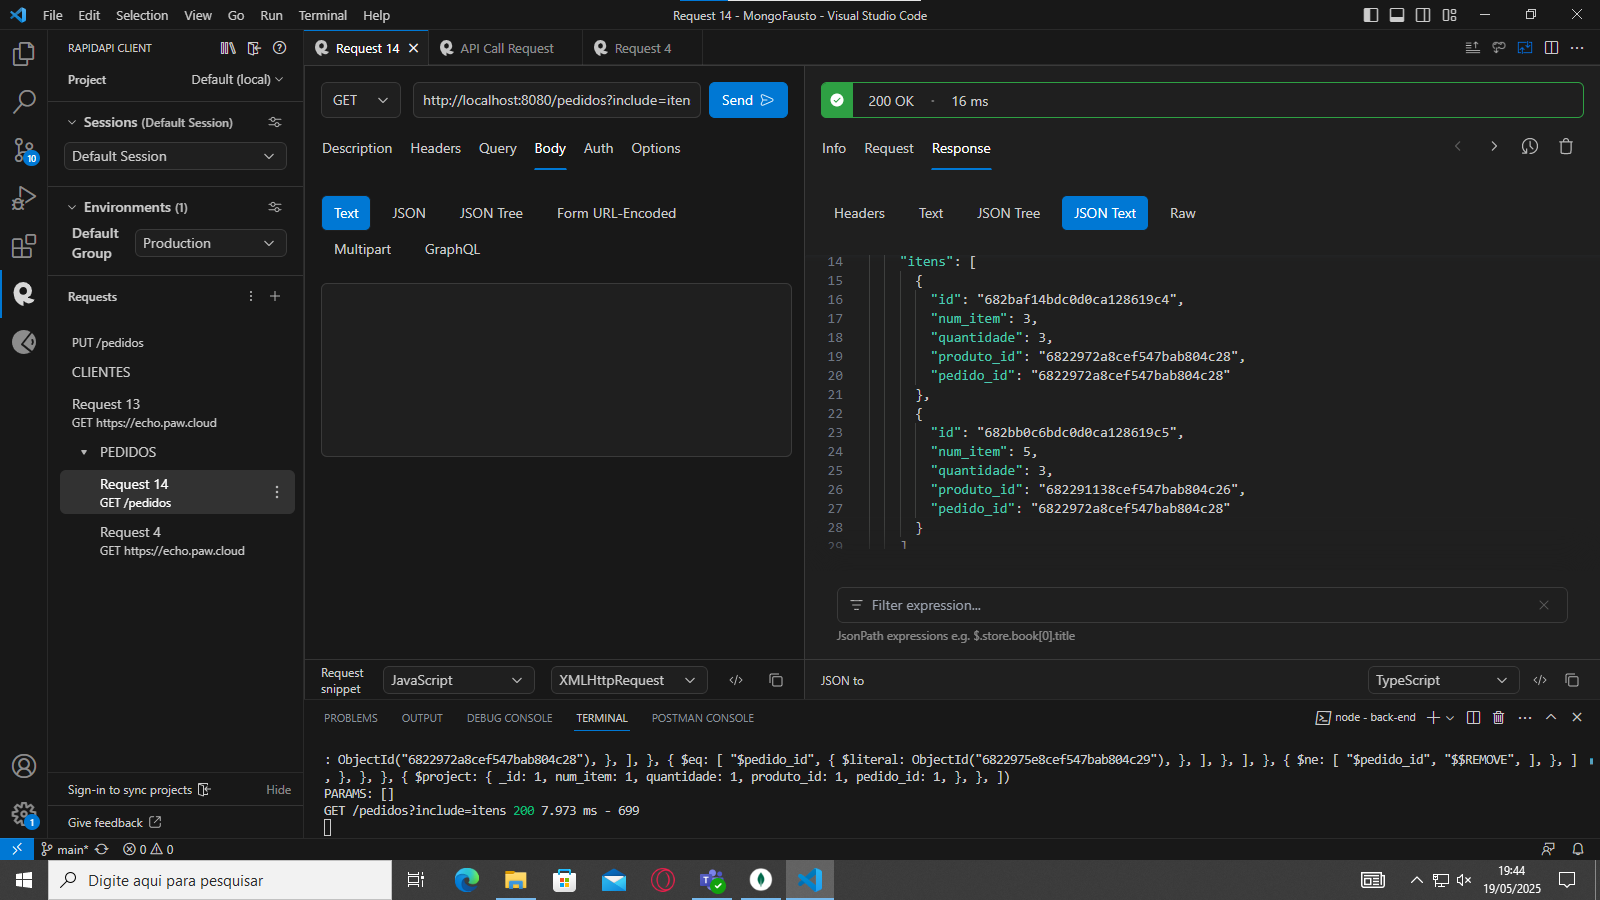 File Edit Selection View Go Run Terminal Help
Request 14 - MongoFausto - Visual Studio Code
RAPIDAPI CLIENT
Project Default (local)
Sessions (Default Session)
Default Session
Environments (1)
Default Group
Production
Requests
PUT /pedidos
CLIENTES
Request 13
GET https://echo.paw.cloud
PEDIDOS
Request 14
GET /pedidos
Request 4
GET https://echo.paw.cloud
Sign-in to sync projects Hide
Give feedback
10
1
Request 14 API Call Request Request 4
GET http://localhost:8080/pedidos?include=iten Send
Description Headers Query Body Auth Options
Text JSON JSON Tree Form URL-Encoded
Multipart GraphQL
Request snippet JavaScript XMLHttpRequest
200 OK · 16 ms
Info Request Response
Headers Text JSON Tree JSON Text Raw
14 "itens": [
15 {
16 "id": "682baf14bdc0d0ca128619c4",
17 "num_item": 3,
18 "quantidade": 3,
19 "produto_id": "6822972a8cef547bab804c28",
20 "pedido_id": "6822972a8cef547bab804c28"
21 },
22 {
23 "id": "682bb0c6bdc0d0ca128619c5",
24 "num_item": 5,
25 "quantidade": 3,
26 "produto_id": "682291138cef547bab804c26",
27 "pedido_id": "6822972a8cef547bab804c28"
28 }
29 ]
Filter expression...
JsonPath expressions e.g. $.store.book[0].title
JSON to TypeScript
PROBLEMS OUTPUT DEBUG CONSOLE TERMINAL POSTMAN CONSOLE
node - back-end
: ObjectId("6822972a8cef547bab804c28"), }, ], }, { $eq: [ "$pedido_id", { $literal: ObjectId("6822975e8cef547bab804c29"), }, ], }, ], }, { $ne: [ "$pedido_id", "$$REMOVE", ], }, ]
, }, }, }, { $project: { _id: 1, num_item: 1, quantidade: 1, produto_id: 1, pedido_id: 1, }, }, ])
PARAMS: []
GET /pedidos?include=itens 200 7.973 ms - 699
main* 0 0
Digite aqui para pesquisar
19:44
19/05/2025